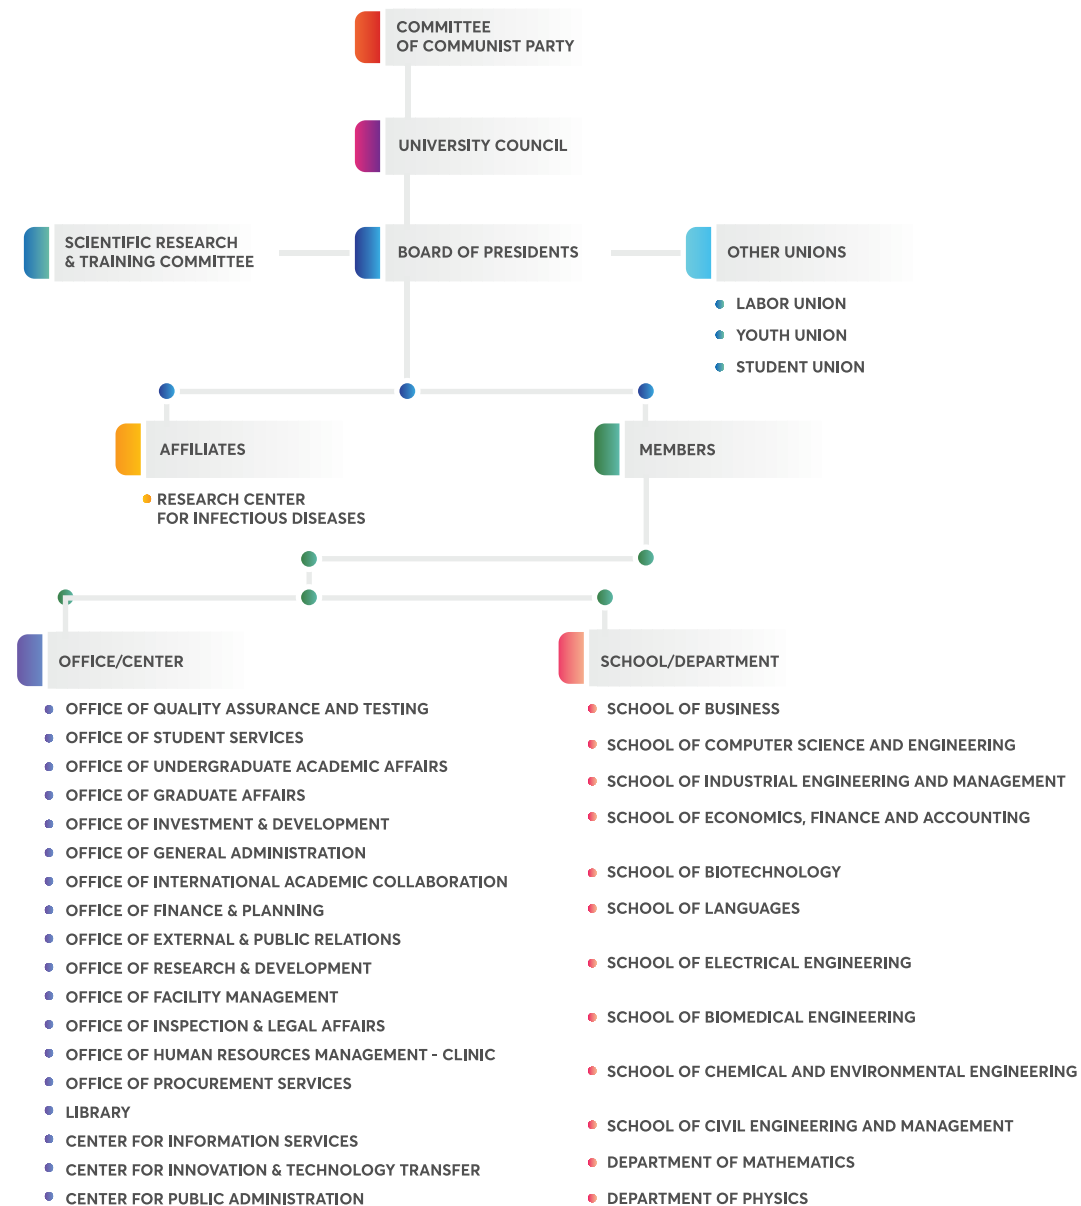 COMMITTEE
OF COMMUNIST PARTY
UNIVERSITY COUNCIL
SCIENTIFIC RESEARCH
& TRAINING COMMITTEE
BOARD OF PRESIDENTS
OTHER UNIONS
LABOR UNION
YOUTH UNION
STUDENT UNION
AFFILIATES
RESEARCH CENTER
FOR INFECTIOUS DISEASES
MEMBERS
OFFICE/CENTER
OFFICE OF QUALITY ASSURANCE AND TESTING
OFFICE OF STUDENT SERVICES
OFFICE OF UNDERGRADUATE ACADEMIC AFFAIRS
OFFICE OF GRADUATE AFFAIRS
OFFICE OF INVESTMENT & DEVELOPMENT
OFFICE OF GENERAL ADMINISTRATION
OFFICE OF INTERNATIONAL ACADEMIC COLLABORATION
OFFICE OF FINANCE & PLANNING
OFFICE OF EXTERNAL & PUBLIC RELATIONS
OFFICE OF RESEARCH & DEVELOPMENT
OFFICE OF FACILITY MANAGEMENT
OFFICE OF INSPECTION & LEGAL AFFAIRS
OFFICE OF HUMAN RESOURCES MANAGEMENT - CLINIC
OFFICE OF PROCUREMENT SERVICES
LIBRARY
CENTER FOR INFORMATION SERVICES
CENTER FOR INNOVATION & TECHNOLOGY TRANSFER
CENTER FOR PUBLIC ADMINISTRATION
SCHOOL/DEPARTMENT
SCHOOL OF BUSINESS
SCHOOL OF COMPUTER SCIENCE AND ENGINEERING
SCHOOL OF INDUSTRIAL ENGINEERING AND MANAGEMENT
SCHOOL OF ECONOMICS, FINANCE AND ACCOUNTING
SCHOOL OF BIOTECHNOLOGY
SCHOOL OF LANGUAGES
SCHOOL OF ELECTRICAL ENGINEERING
SCHOOL OF BIOMEDICAL ENGINEERING
SCHOOL OF CHEMICAL AND ENVIRONMENTAL ENGINEERING
SCHOOL OF CIVIL ENGINEERING AND MANAGEMENT
DEPARTMENT OF MATHEMATICS
DEPARTMENT OF PHYSICS